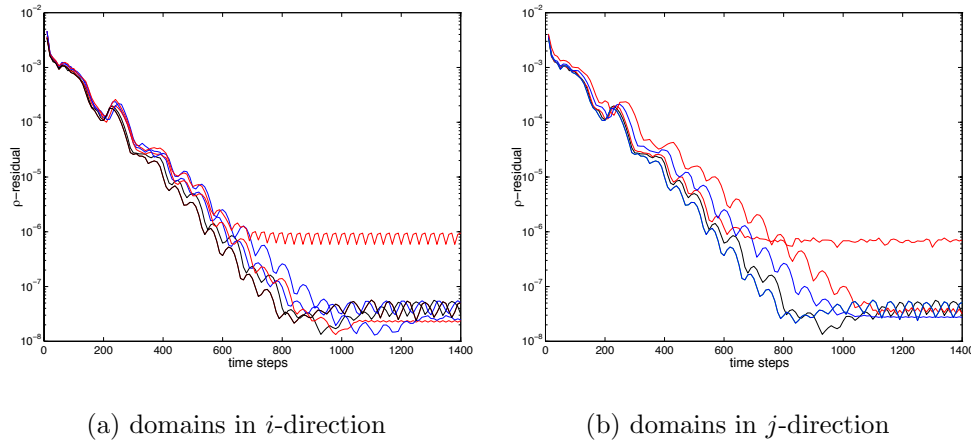 10⁻² 10⁻³ 10⁻⁴ 10⁻⁵ 10⁻⁶ 10⁻⁷ 10⁻⁸
ρ−residual
0 200 400 600 800 1000 1200 1400
time steps
(a) domains in i-direction
10⁻² 10⁻³ 10⁻⁴ 10⁻⁵ 10⁻⁶ 10⁻⁷ 10⁻⁸
ρ−residual
0 200 400 600 800 1000 1200 1400
time steps
(b) domains in j-direction